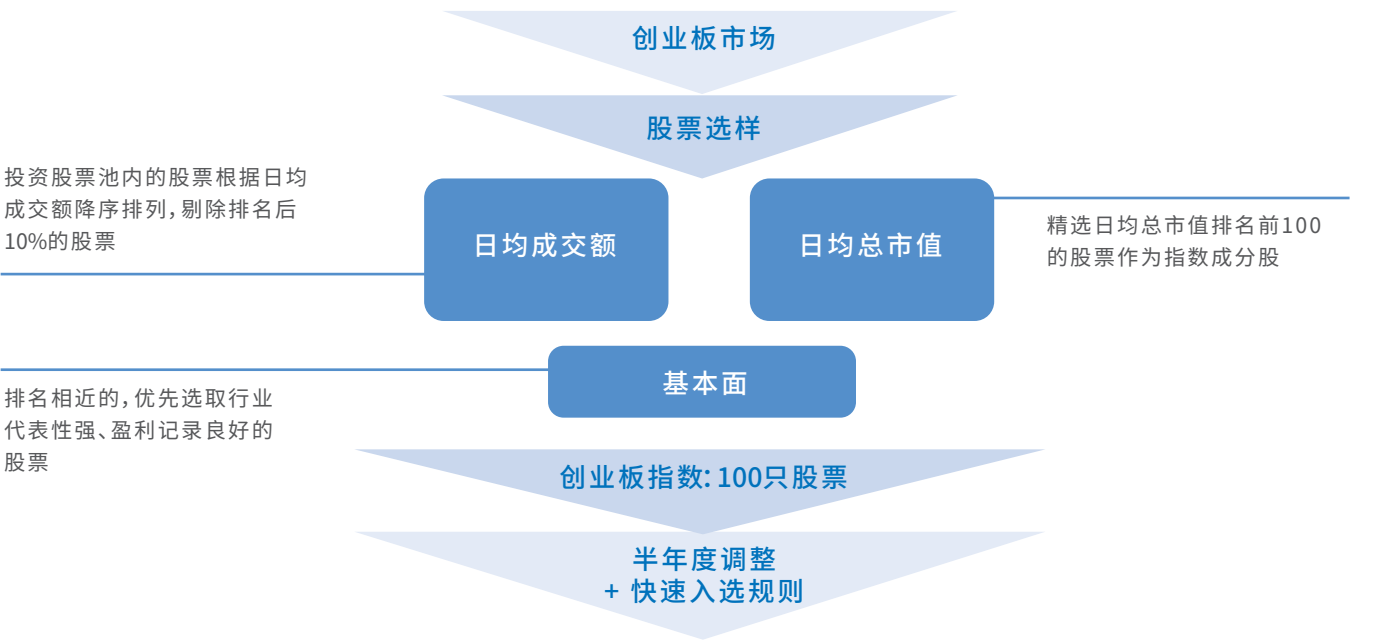 创业板市场
股票选样
投资股票池内的股票根据日均
成交额降序排列，剔除排名后
10%的股票
日均成交额
日均总市值
精选日均总市值排名前100
的股票作为指数成分股
基本面
排名相近的，优先选取行业
代表性强、盈利记录良好的
股票
创业板指数：100只股票
半年度调整
+ 快速入选规则